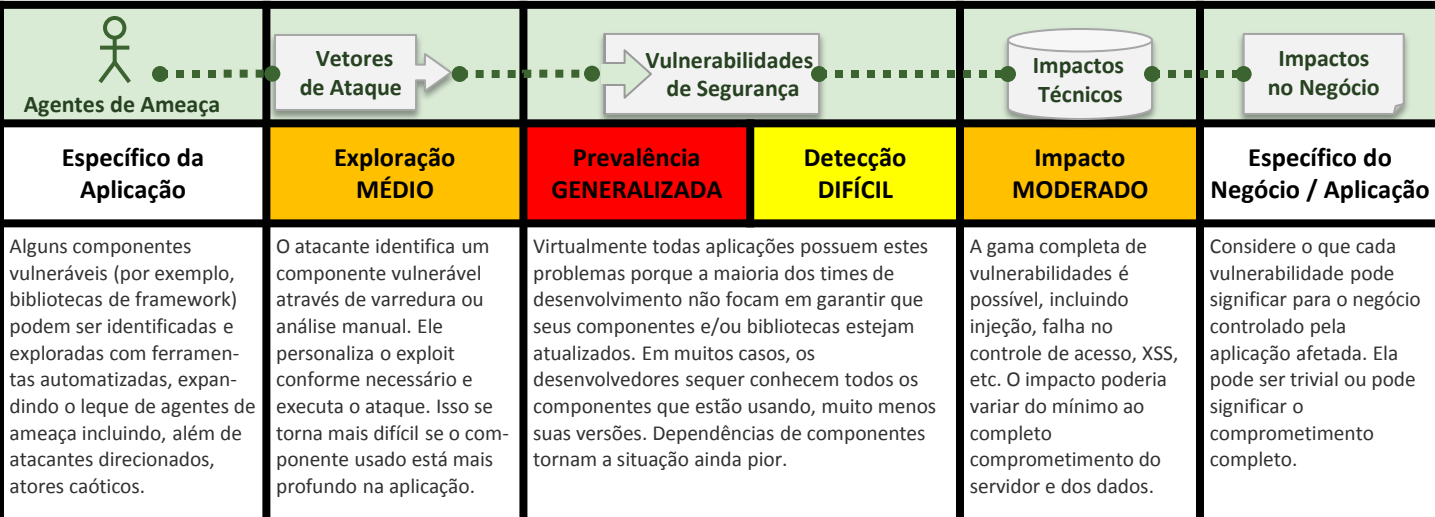 Agentes de Ameaça
Vetores
de Ataque
Vulnerabilidades
de Segurança
Impactos
Técnicos
Impactos
no Negócio
Específico da
Aplicação
Exploração
MÉDIO
Prevalência
GENERALIZADA
Detecção
DIFÍCIL
Impacto
MODERADO
Específico do
Negócio / Aplicação
Alguns componentes
vulneráveis (por exemplo,
bibliotecas de framework)
podem ser identificadas e
exploradas com ferramen-
tas automatizadas, expan-
dindo o leque de agentes de
ameaça incluindo, além de
atacantes direcionados,
atores caóticos.
O atacante identifica um
componente vulnerável
através de varredura ou
análise manual. Ele
personaliza o exploit
conforme necessário e
executa o ataque. Isso se
torna mais difícil se o com-
ponente usado está mais
profundo na aplicação.
Virtualmente todas aplicações possuem estes
problemas porque a maioria dos times de
desenvolvimento não focam em garantir que
seus componentes e/ou bibliotecas estejam
atualizados. Em muitos casos, os
desenvolvedores sequer conhecem todos os
componentes que estão usando, muito menos
suas versões. Dependências de componentes
tornam a situação ainda pior.
A gama completa de
vulnerabilidades é
possível, incluindo
injeção, falha no
controle de acesso, XSS,
etc. O impacto poderia
variar do mínimo ao
completo
comprometimento do
servidor e dos dados.
Considere o que cada
vulnerabilidade pode
significar para o negócio
controlado pela
aplicação afetada. Ela
pode ser trivial ou pode
significar o
comprometimento
completo.